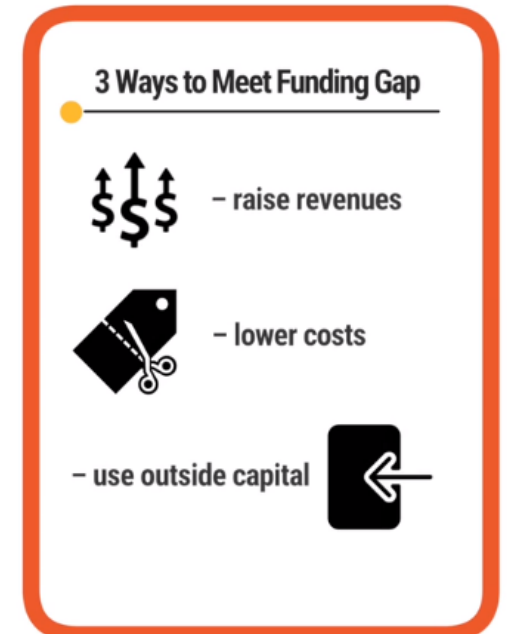 3 Ways to Meet Funding Gap
– raise revenues
– lower costs
– use outside capital